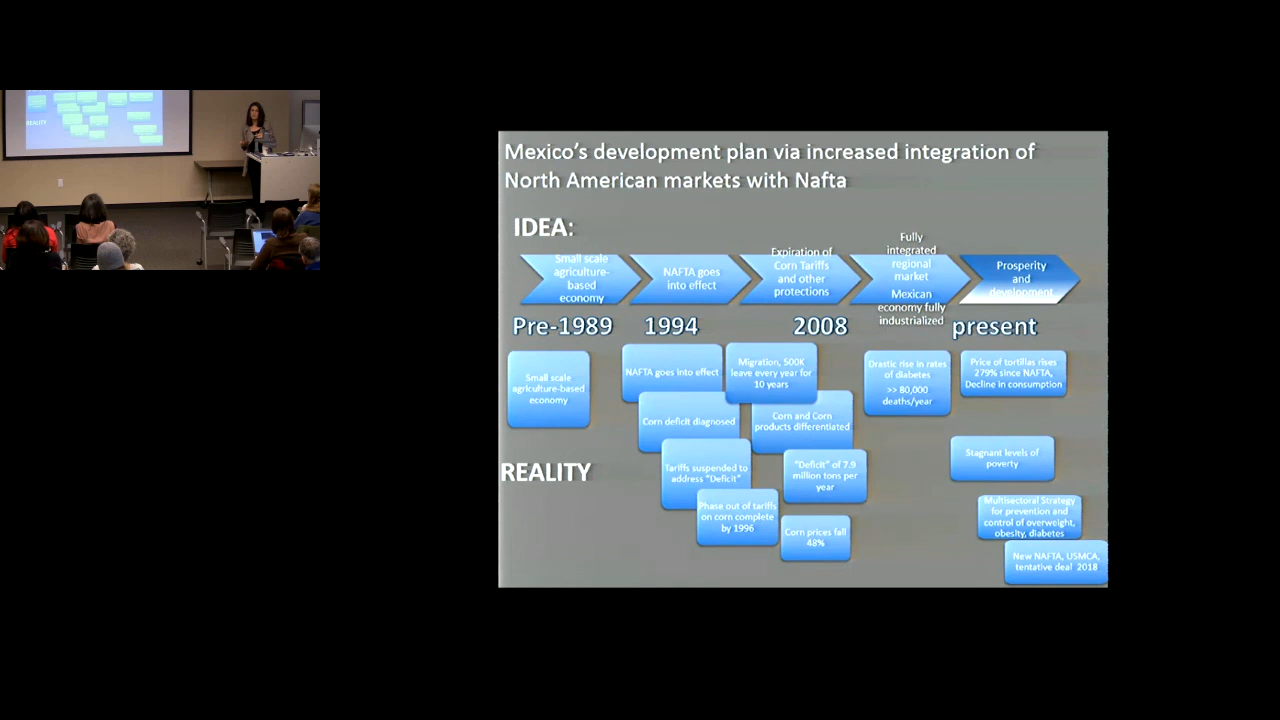 Mexico's development plan via increased integration of
North American markets with Nafta
IDEA:
Small scale
agriculture-
based
economy
NAFTA goes
into effect
Expiration of
Corn Tariffs
and other
protections
Fully
integrated
regional
market
Mexican
economy fully
industrialized
Prosperity
and
development
Pre-1989
1994
2008
present
Small scale
agriculture-based
economy
NAFTA goes into effect
Migration, 500K
leave every year for
10 years
Drastic rise in rates
of diabetes
>> 80,000
deaths/year
Price of tortillas rises
279% since NAFTA,
Decline in consumption
Corn deficit diagnosed
Corn and Corn
products differentiated
REALITY
Tariffs suspended to
address "Deficit"
"Deficit" of 7.9
million tons per
year
Stagnant levels of
poverty
Phase out of tariffs
on corn complete
by 1996
Corn prices fall
48%
Multisectoral Strategy
for prevention and
control of overweight,
obesity, diabetes
New NAFTA, USMCA,
tentative deal 2018
REALITY